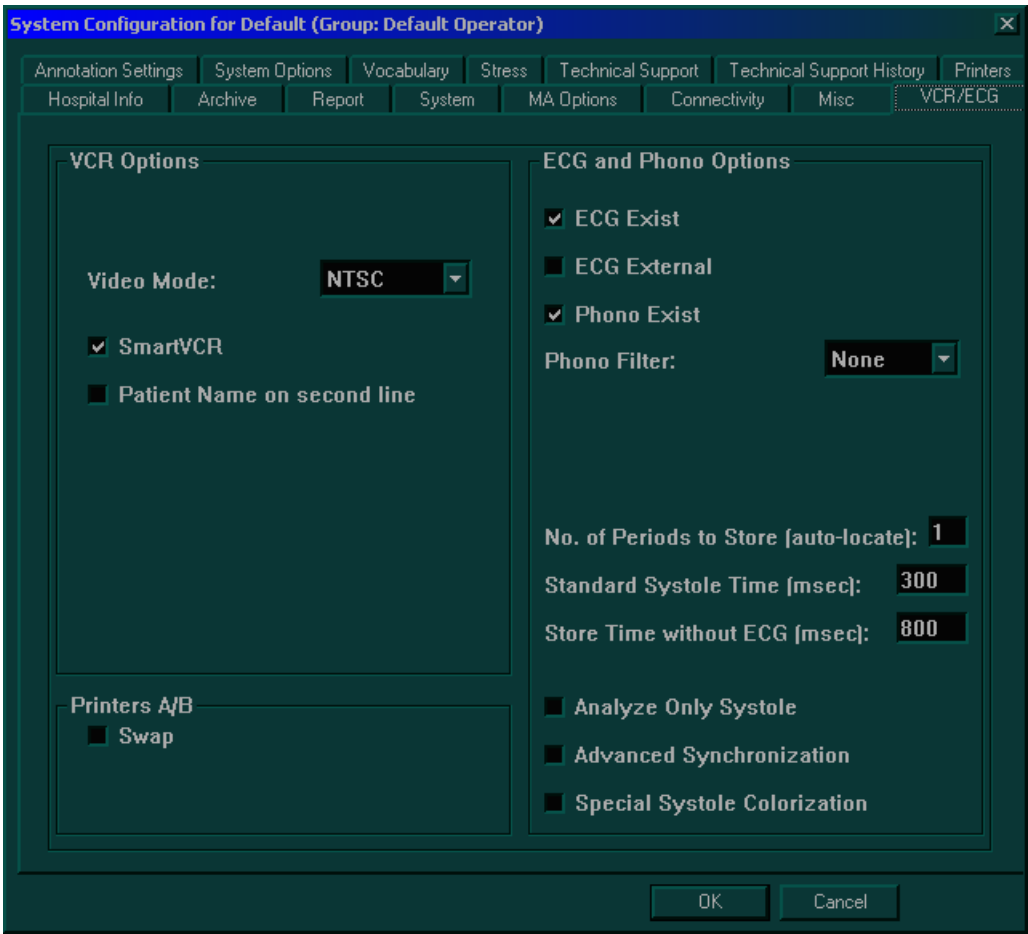 System Configuration for Default (Group: Default Operator)
Annotation Settings System Options Vocabulary Stress Technical Support Technical Support History Printers
Hospital Info Archive Report System MA Options Connectivity Misc VCR/ECG
VCR Options
Video Mode: NTSC
SmartVCR
Patient Name on second line
Printers A/B
Swap
ECG and Phono Options
ECG Exist
ECG External
Phono Exist
Phono Filter: None
No. of Periods to Store (auto-locate): 1
Standard Systole Time (msec): 300
Store Time without ECG (msec): 800
Analyze Only Systole
Advanced Synchronization
Special Systole Colorization
OK Cancel